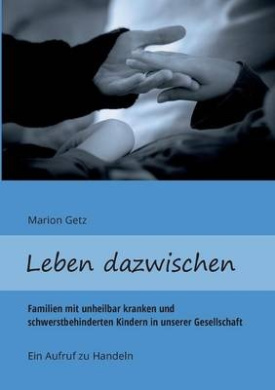 Marion Getz
Leben dazwischen
Familien mit unheilbar kranken und
schwerstbehinderten Kindern in unserer Gesellschaft
Ein Aufruf zu Handeln